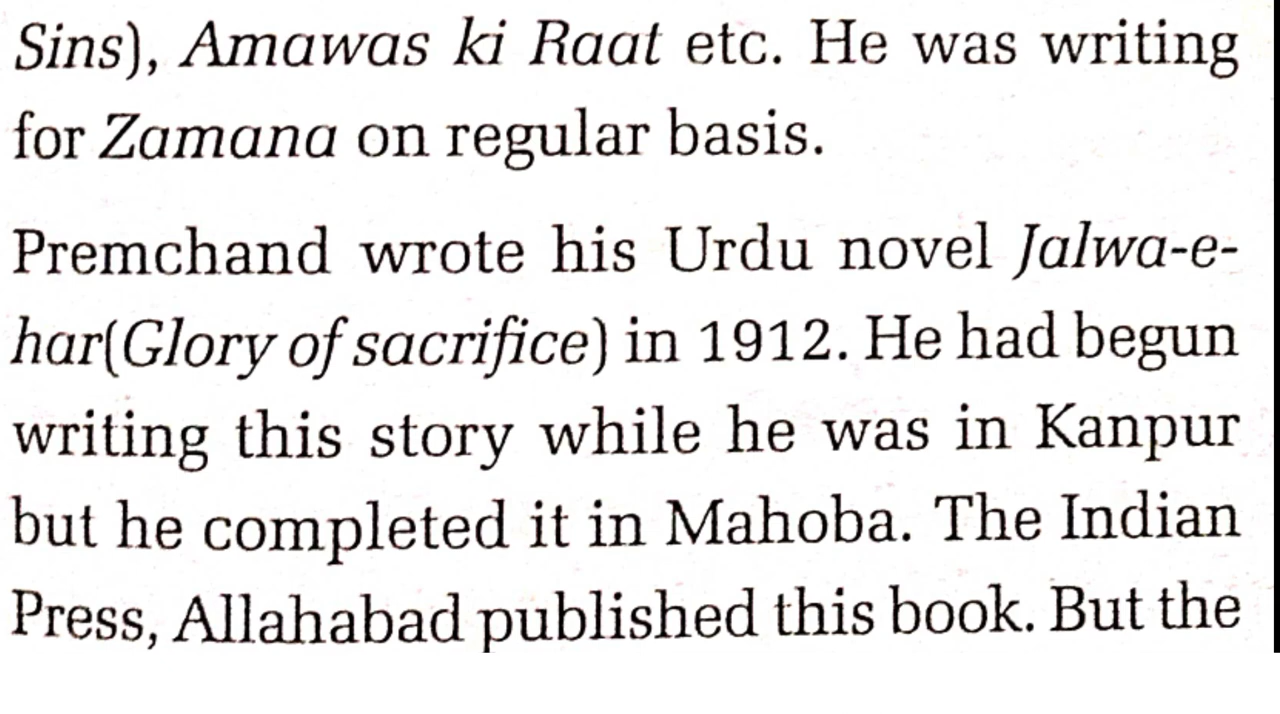 Sins), Amawas ki Raat etc. He was writing
for Zamana on regular basis.
Premchand wrote his Urdu novel Jalwa-e-
har(Glory of sacrifice) in 1912. He had begun
writing this story while he was in Kanpur
but he completed it in Mahoba. The Indian
Press, Allahabad published this book. But the